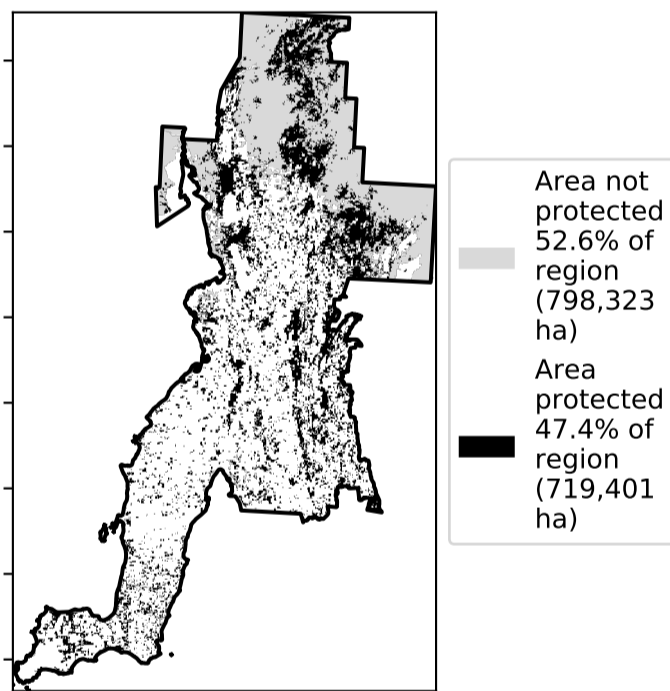 Area not
protected
52.6% of
region
(798,323
ha)
Area
protected
47.4% of
region
(719,401
ha)